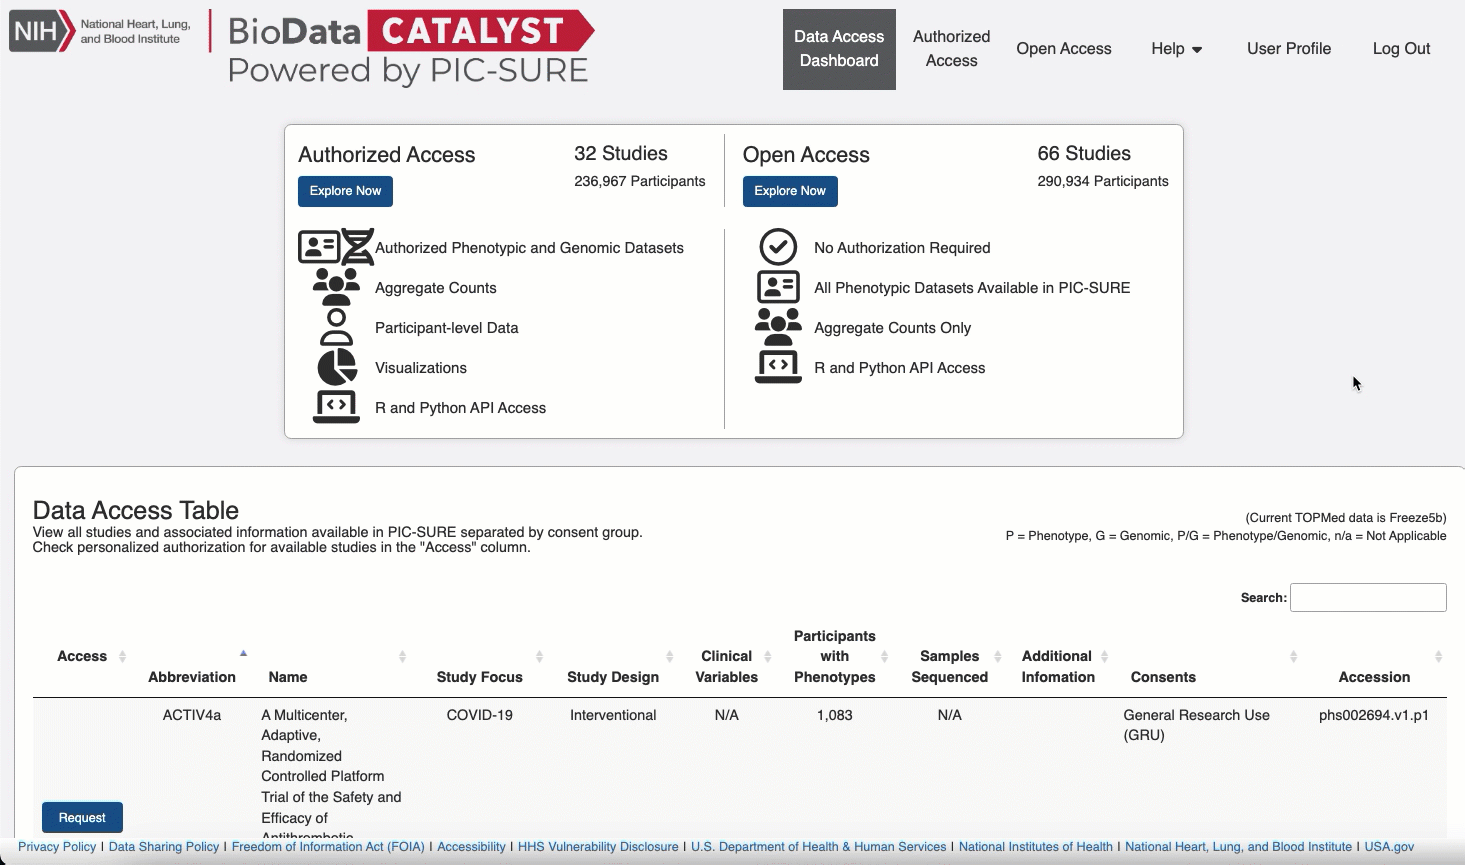 NIH National Heart, Lung,
and Blood Institute
BioData CATALYST
Powered by PIC-SURE
Data Access
Dashboard
Authorized
Access
Open Access
Help
User Profile
Log Out
Authorized Access
32 Studies
236,967 Participants
Explore Now
Authorized Phenotypic and Genomic Datasets
Aggregate Counts
Participant-level Data
Visualizations
R and Python API Access
Open Access
66 Studies
290,934 Participants
Explore Now
No Authorization Required
All Phenotypic Datasets Available in PIC-SURE
Aggregate Counts Only
R and Python API Access
Data Access Table
View all studies and associated information available in PIC-SURE separated by consent group.
Check personalized authorization for available studies in the "Access" column.
(Current TOPMed data is Freeze5b)
P = Phenotype, G = Genomic, P/G = Phenotype/Genomic, n/a = Not Applicable
Search:
Access
Abbreviation
Name
Study Focus
Study Design
Clinical
Variables
Participants
with
Phenotypes
Samples
Sequenced
Additional
Infomation
Consents
Accession
Request
ACTIV4a
A Multicenter,
Adaptive,
Randomized
Controlled Platform
Trial of the Safety and
Efficacy of
Antithrombotic
COVID-19
Interventional
N/A
1,083
N/A
General Research Use
(GRU)
phs002694.v1.p1
Privacy Policy | Data Sharing Policy | Freedom of Information Act (FOIA) | Accessibility | HHS Vulnerability Disclosure | U.S. Department of Health & Human Services | National Institutes of Health | National Heart, Lung, and Blood Institute | USA.gov